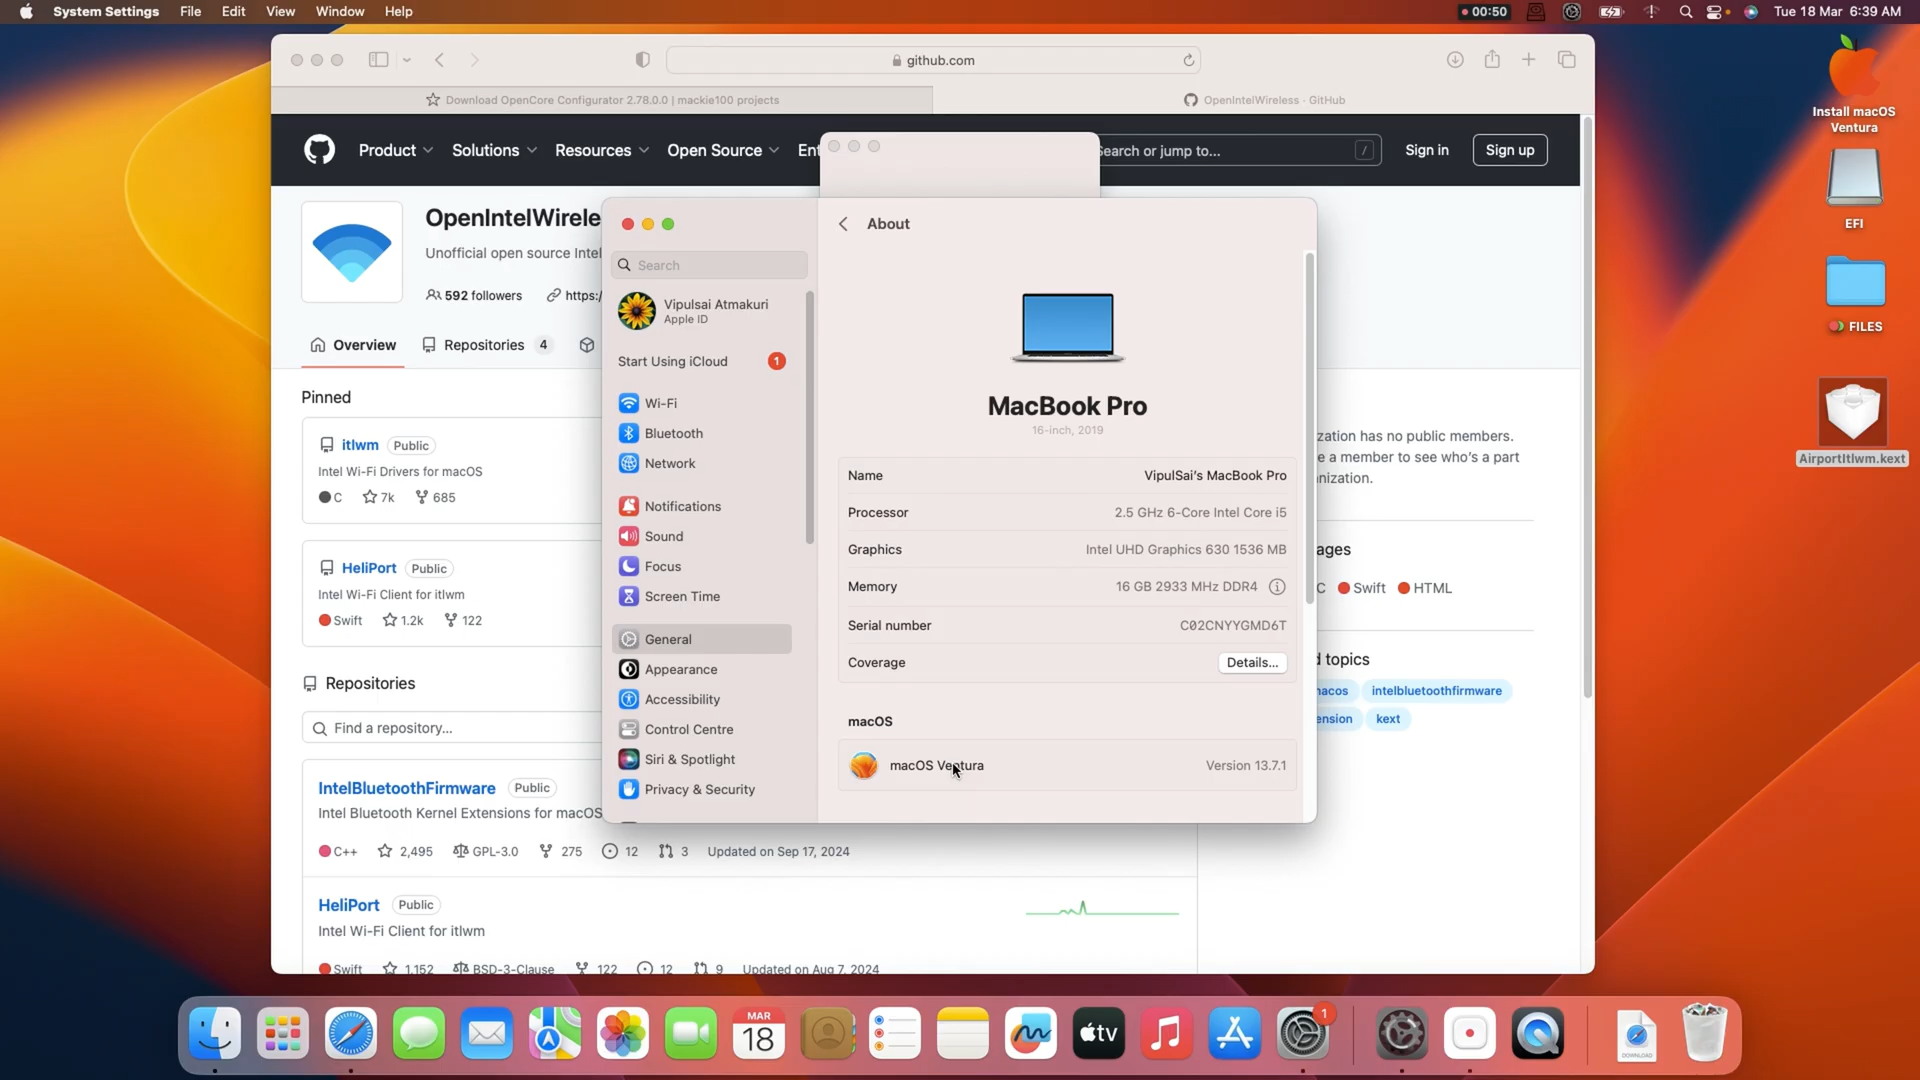 System Settings File Edit View Window Help
00:50
Tue 18 Mar 6:39 AM
github.com
Download OpenCore Configurator 2.78.0.0 | mackie100 projects
OpenIntelWireless · GitHub
Product Solutions Resources Open Source Ent
Search or jump to... /
Sign in
Sign up
OpenIntelWirele
Unofficial open source Intel
592 followers https:/
Overview Repositories 4
Pinned
itlwm Public
Intel Wi-Fi Drivers for macOS
C 7k 685
HeliPort Public
Intel Wi-Fi Client for itlwm
Swift 1.2k 122
Repositories
Find a repository...
IntelBluetoothFirmware Public
Intel Bluetooth Kernel Extensions for macOS
C++ 2,495 GPL-3.0 275 12 3 Updated on Sep 17, 2024
HeliPort Public
Intel Wi-Fi Client for itlwm
Swift 1,152 BSD-3-Clause 122 12 9 Updated on Aug 7, 2024
zation has no public members.
e a member to see who's a part
nization.
ages
C Swift HTML
d topics
nacos intelbluetoothfirmware
ension kext
Search
Vipulsai Atmakuri
Apple ID
Start Using iCloud 1
Wi-Fi
Bluetooth
Network
Notifications
Sound
Focus
Screen Time
General
Appearance
Accessibility
Control Centre
Siri & Spotlight
Privacy & Security
About
MacBook Pro
16-inch, 2019
Name VipulSai's MacBook Pro
Processor 2.5 GHz 6-Core Intel Core i5
Graphics Intel UHD Graphics 630 1536 MB
Memory 16 GB 2933 MHz DDR4
Serial number C02CNYYGMD6T
Coverage Details...
macOS
macOS Ventura Version 13.7.1
Install macOS
Ventura
EFI
FILES
AirportItlwm.kext
MAR
18
tv
1
DOWNLOAD